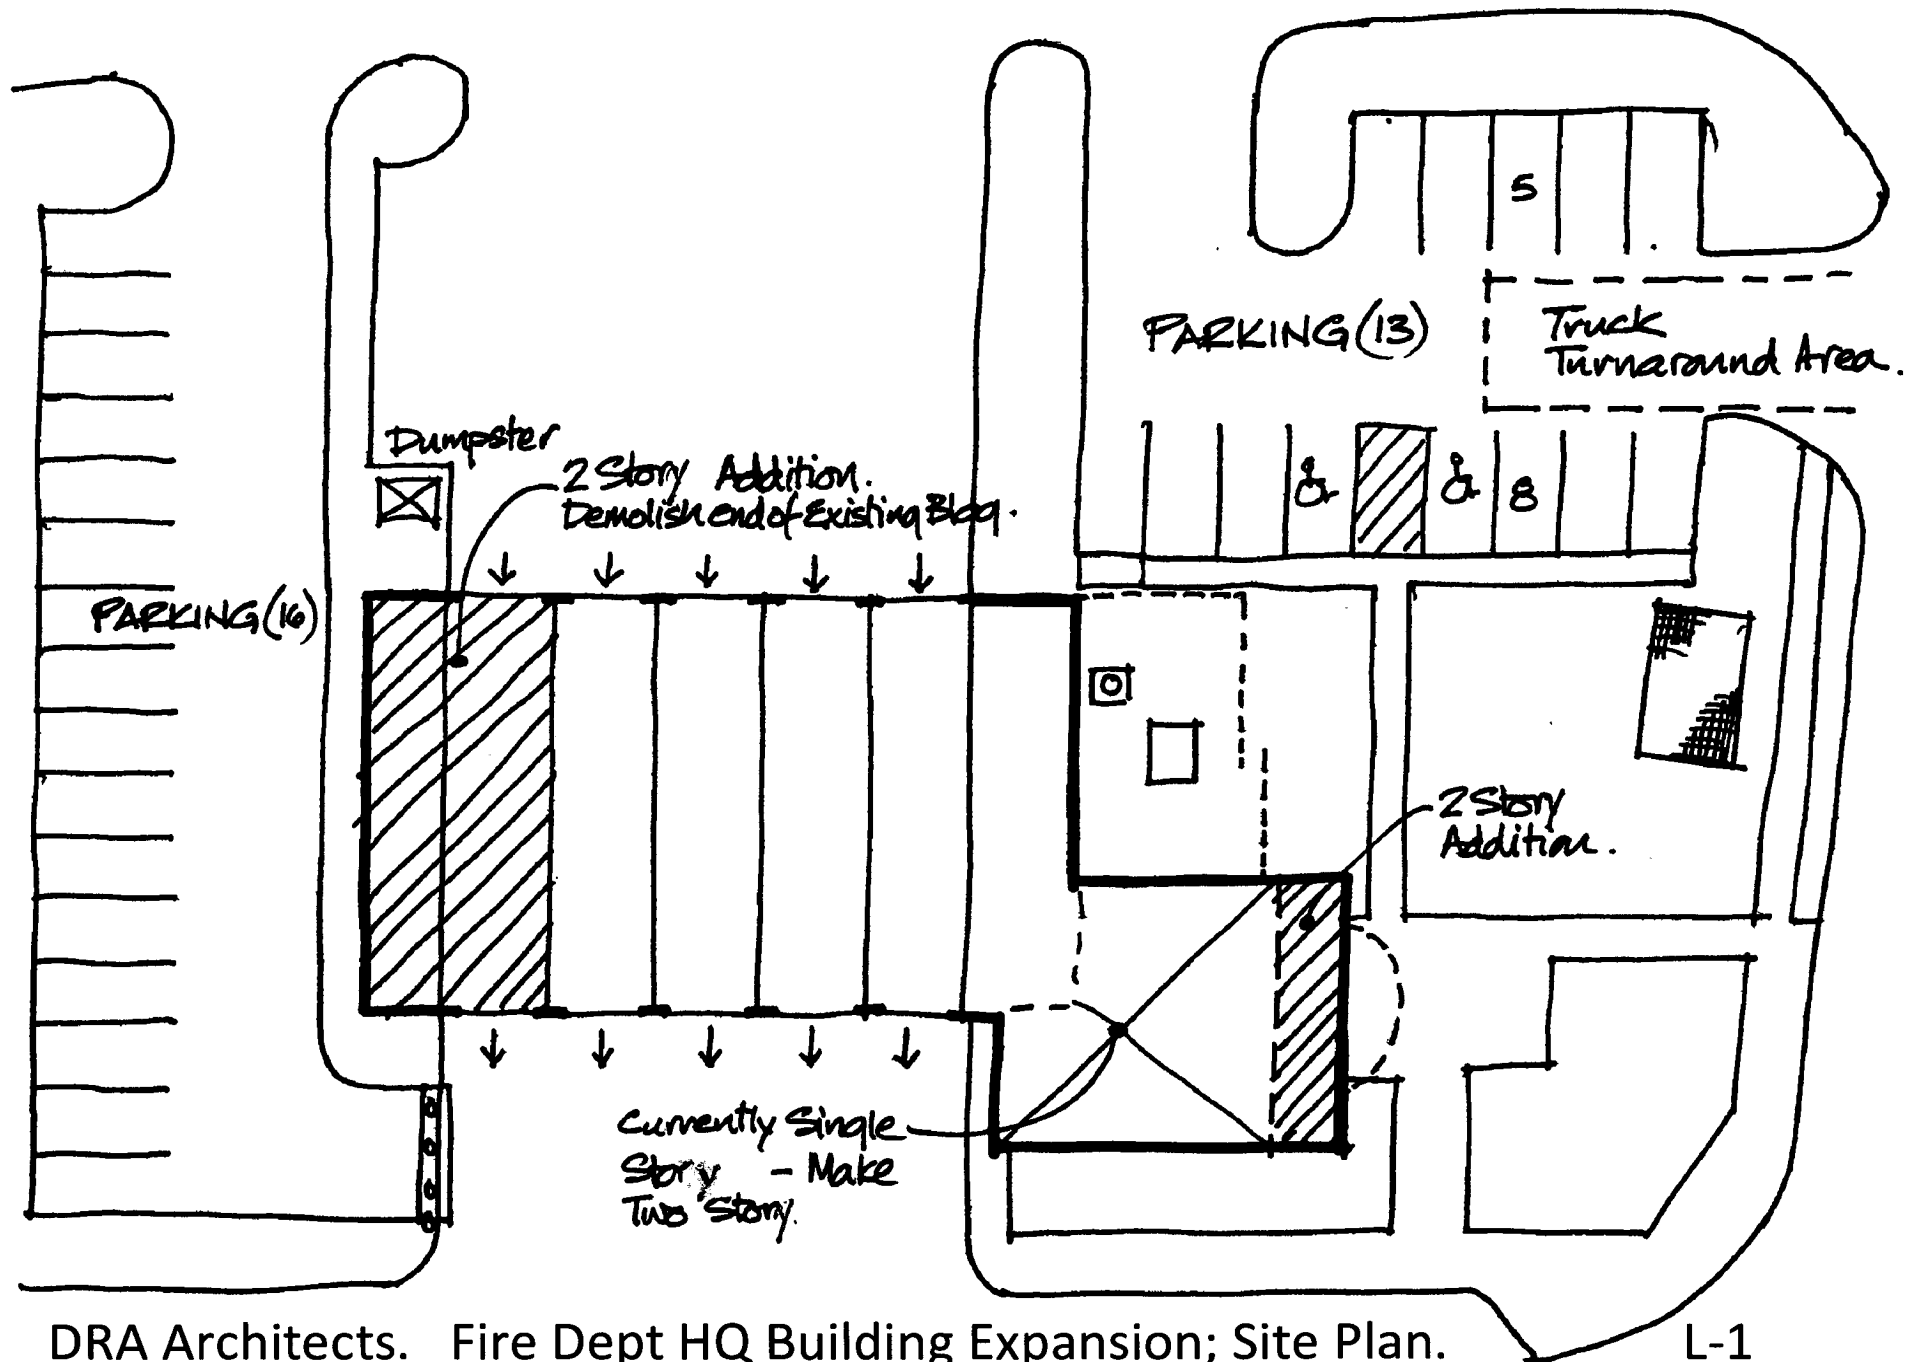 5
PARKING (13)
Truck
Turnaround Area.
Dumpster
2 Story Addition.
Demolish end of Existing Bldg.
8
PARKING (16)
2 Story
Addition.
Currently Single
Story - Make
Two Story.
DRA Architects. Fire Dept HQ Building Expansion; Site Plan. L-1